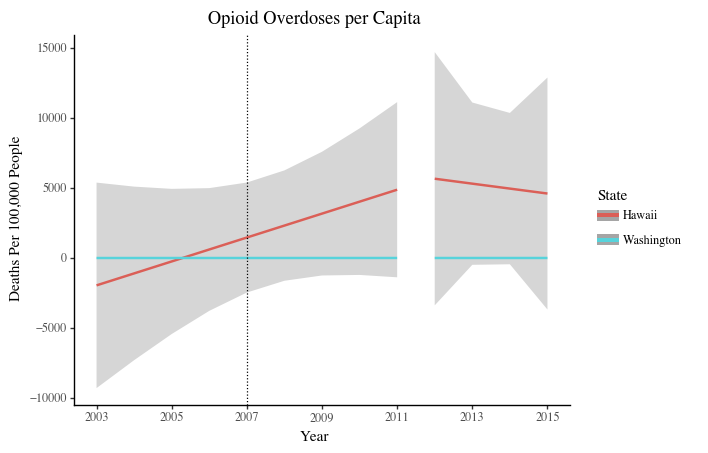 Opioid Overdoses per Capita
Deaths Per 100,000 People
15000
10000
5000
0
−5000
−10000
2003
2005
2007
2009
2011
2013
2015
Year
State
Hawaii
Washington